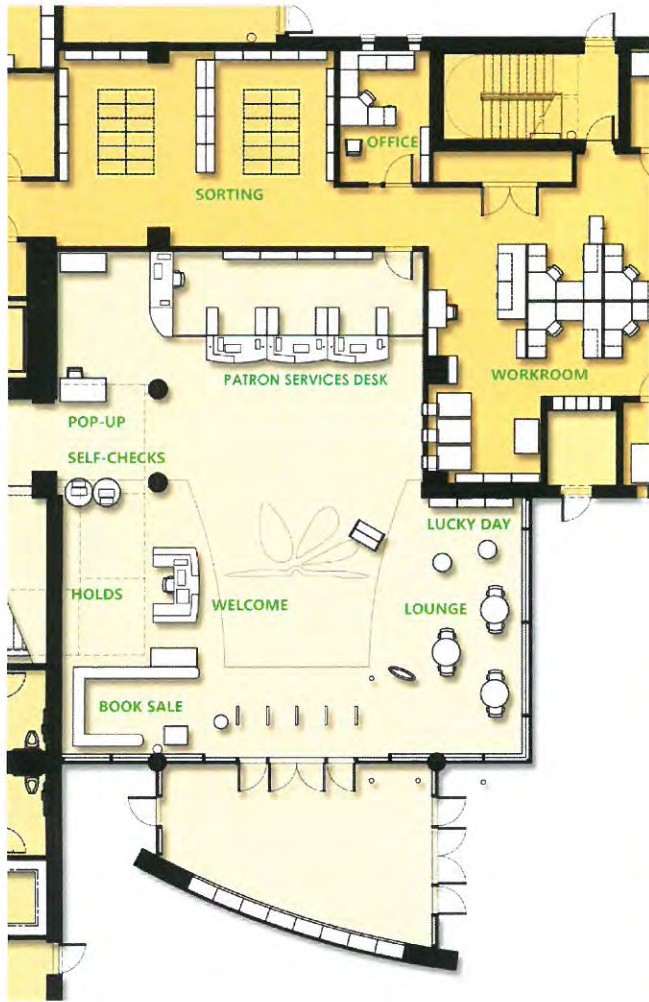 OFFICE
SORTING
PATRON SERVICES DESK
WORKROOM
POP-UP
SELF-CHECKS
LUCKY DAY
HOLDS
WELCOME
LOUNGE
BOOK SALE